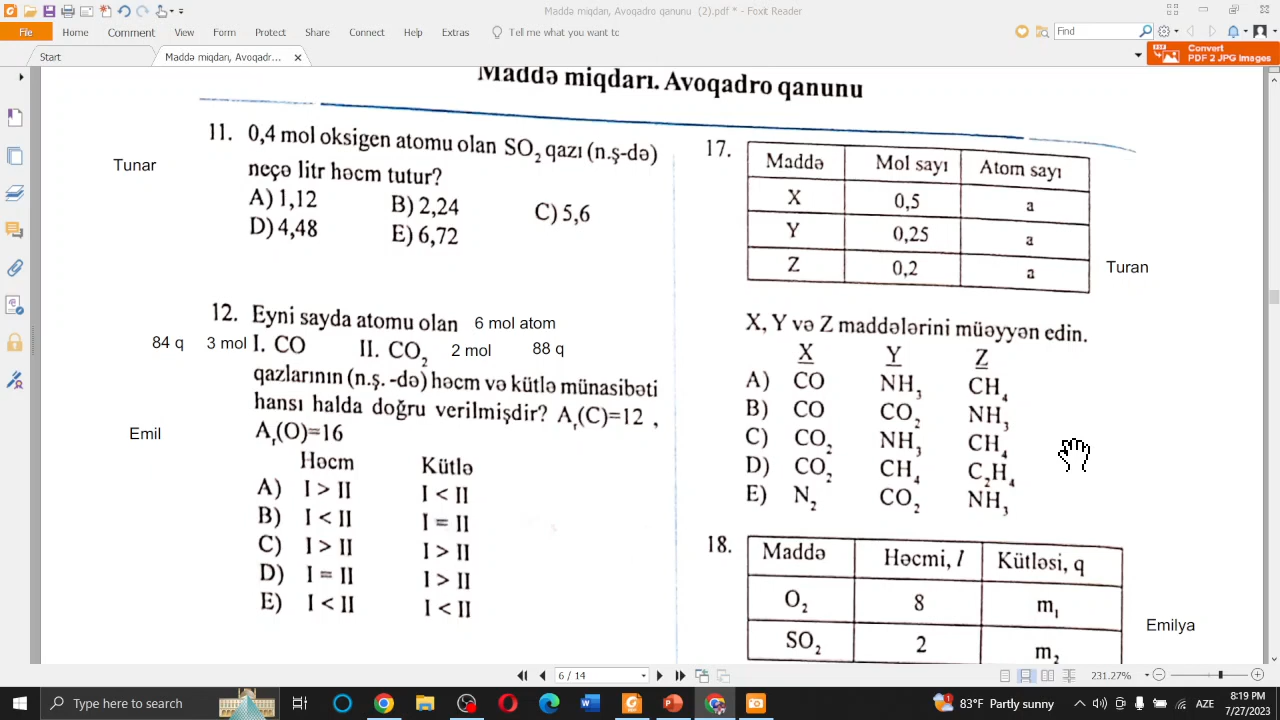 Maddə miqdarı, Avoqadro qanunu (2).pdf * - Foxit Reader
File Home Comment View Form Protect Share Connect Help Extras Tell me what you want to Find
Start Maddə miqdarı, Avoqadr... ×
Convert
PDF 2 JPG Images
Maddə miqdarı. Avoqadro qanunu
Tunar
11. 0,4 mol oksigen atomu olan SO₂ qazı (n.ş-də)
neçə litr həcm tutur?
A) 1,12 B) 2,24 C) 5,6
D) 4,48 E) 6,72
12. Eyni sayda atomu olan 6 mol atom
84 q 3 mol I. CO II. CO₂ 2 mol 88 q
qazlarının (n.ş. -də) həcm və kütlə münasibəti
hansı halda doğru verilmişdir? Aᵣ(C)=12 ,
Emil
Aᵣ(O)=16
Həcm Kütlə
A) I > II I < II
B) I < II I = II
C) I > II I > II
D) I = II I > II
E) I < II I < II
17.
Maddə Mol sayı Atom sayı
X 0,5 a
Y 0,25 a
Z 0,2 a
Turan
X, Y və Z maddələrini müəyyən edin.
X Y Z
A) CO NH₃ CH₄
B) CO CO₂ NH₃
C) CO₂ NH₃ CH₄
D) CO₂ CH₄ C₂H₄
E) N₂ CO₂ NH₃
18.
Maddə Həcmi, l Kütləsi, q
O₂ 8 m₁
SO₂ 2 m₂
Emilya
6 / 14 231.27%
Type here to search 83°F Partly sunny AZE 8:19 PM
7/27/2023